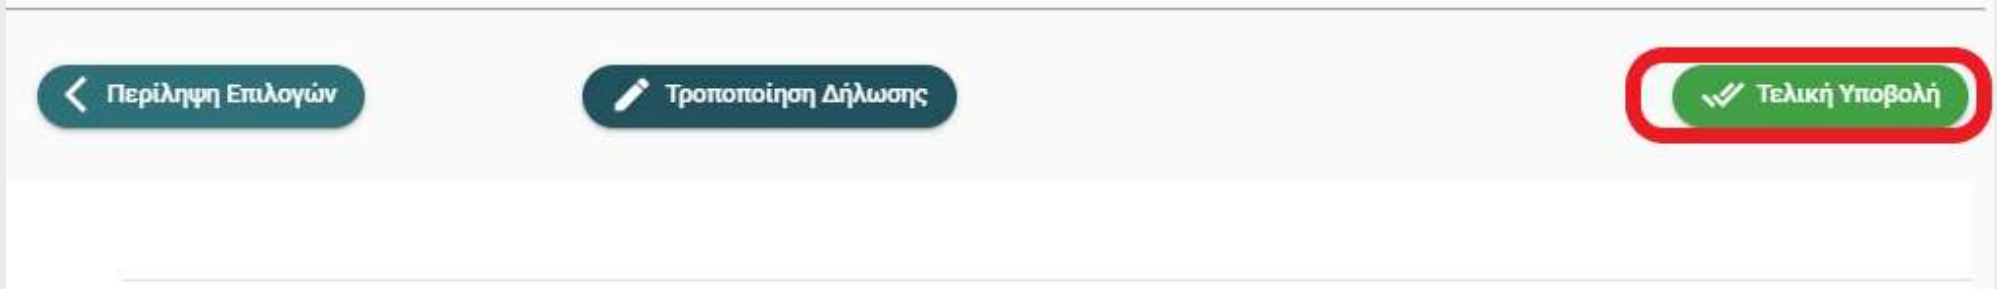 Περίληψη Επιλογών
Τροποποίηση Δήλωσης
Τελική Υποβολή